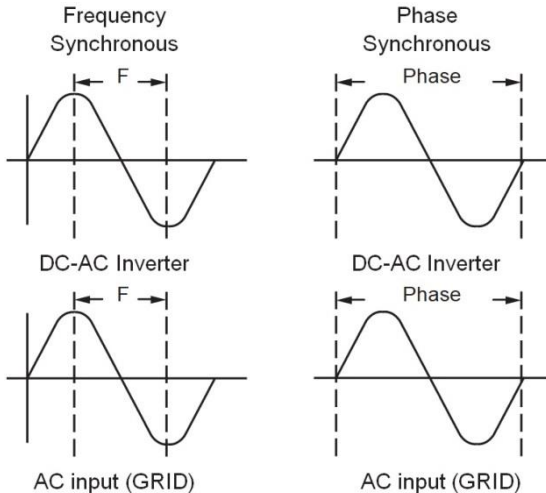 Frequency
Synchronous
F
DC-AC Inverter
F
AC input (GRID)
Phase
Synchronous
Phase
DC-AC Inverter
Phase
AC input (GRID)